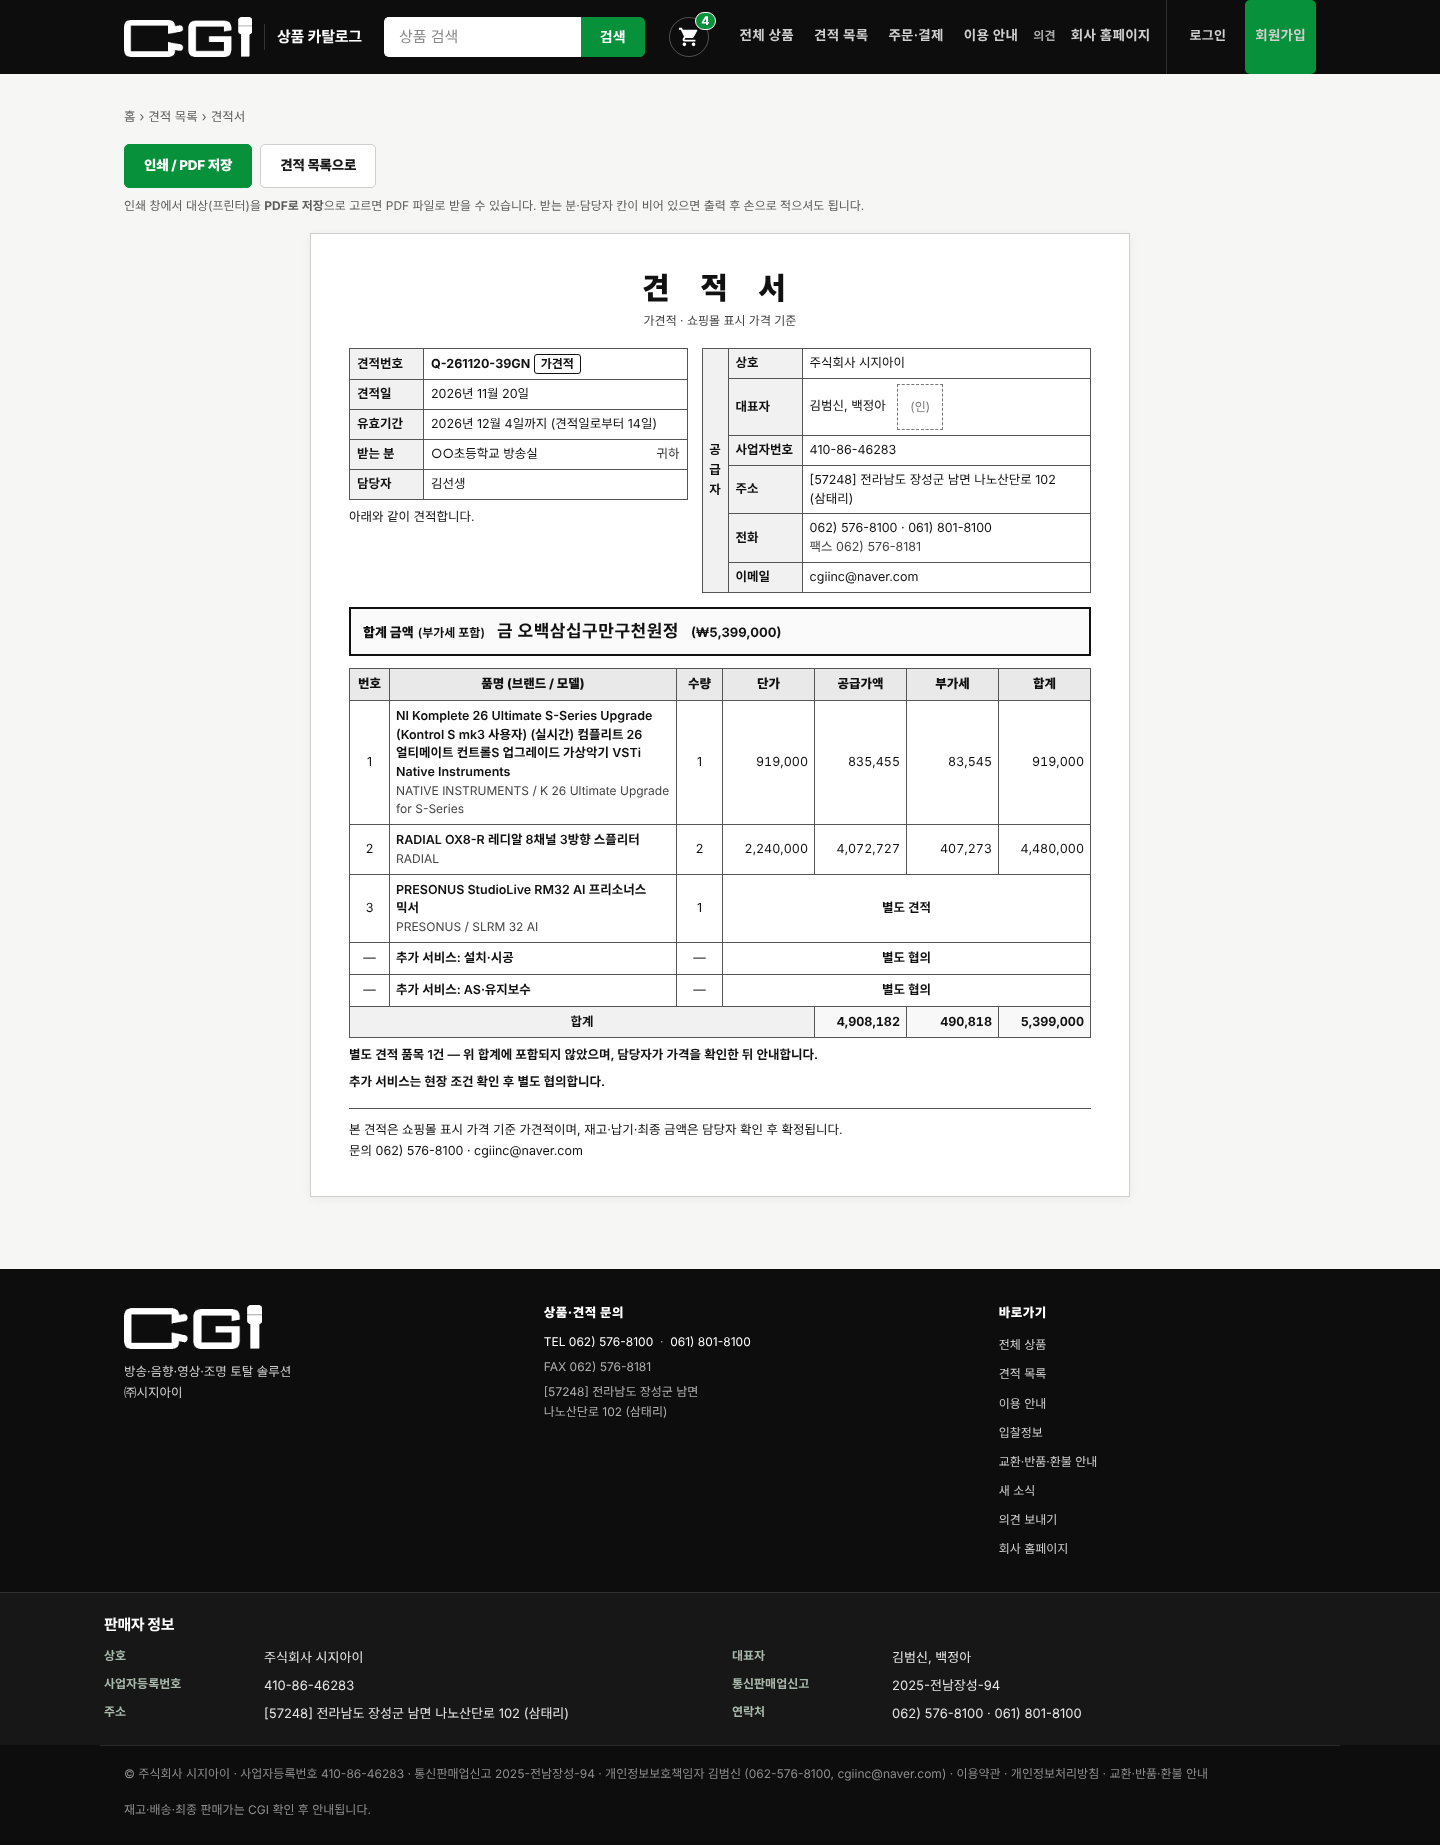 CGI
상품 카탈로그
상품 검색
검색
4
전체 상품
견적 목록
주문·결제
이용 안내
의견
회사 홈페이지
로그인
회원가입
홈 › 견적 목록 › 견적서
인쇄 / PDF 저장
견적 목록으로
인쇄 창에서 대상(프린터)을 PDF로 저장으로 고르면 PDF 파일로 받을 수 있습니다. 받는 분·담당자 칸이 비어 있으면 출력 후 손으로 적으셔도 됩니다.
견 적 서
가견적 · 쇼핑몰 표시 가격 기준
견적번호 Q-261120-39GN 가견적
견적일 2026년 11월 20일
유효기간 2026년 12월 4일까지 (견적일로부터 14일)
받는 분 ○○초등학교 방송실 귀하
담당자 김선생
아래와 같이 견적합니다.
공
급
자
상호 주식회사 시지아이
대표자 김범신, 백정아 (인)
사업자번호 410-86-46283
주소 [57248] 전라남도 장성군 남면 나노산단로 102
(삼태리)
전화 062) 576-8100 · 061) 801-8100
팩스 062) 576-8181
이메일 cgiinc@naver.com
합계 금액 (부가세 포함) 금 오백삼십구만구천원정 (₩5,399,000)
번호 품명 (브랜드 / 모델) 수량 단가 공급가액 부가세 합계
1 NI Komplete 26 Ultimate S-Series Upgrade
(Kontrol S mk3 사용자) (실시간) 컴플리트 26
얼티메이트 컨트롤S 업그레이드 가상악기 VSTi
Native Instruments
NATIVE INSTRUMENTS / K 26 Ultimate Upgrade
for S-Series
1 919,000 835,455 83,545 919,000
2 RADIAL OX8-R 레디알 8채널 3방향 스플리터
RADIAL
2 2,240,000 4,072,727 407,273 4,480,000
3 PRESONUS StudioLive RM32 AI 프리소너스
믹서
PRESONUS / SLRM 32 AI
1 별도 견적
— 추가 서비스: 설치·시공 — 별도 협의
— 추가 서비스: AS·유지보수 — 별도 협의
합계 4,908,182 490,818 5,399,000
별도 견적 품목 1건 — 위 합계에 포함되지 않았으며, 담당자가 가격을 확인한 뒤 안내합니다.
추가 서비스는 현장 조건 확인 후 별도 협의합니다.
본 견적은 쇼핑몰 표시 가격 기준 가견적이며, 재고·납기·최종 금액은 담당자 확인 후 확정됩니다.
문의 062) 576-8100 · cgiinc@naver.com
CGI
방송·음향·영상·조명 토탈 솔루션
㈜시지아이
상품·견적 문의
TEL 062) 576-8100 · 061) 801-8100
FAX 062) 576-8181
[57248] 전라남도 장성군 남면
나노산단로 102 (삼태리)
바로가기
전체 상품
견적 목록
이용 안내
입찰정보
교환·반품·환불 안내
새 소식
의견 보내기
회사 홈페이지
판매자 정보
상호 주식회사 시지아이
대표자 김범신, 백정아
사업자등록번호 410-86-46283
통신판매업신고 2025-전남장성-94
주소 [57248] 전라남도 장성군 남면 나노산단로 102 (삼태리)
연락처 062) 576-8100 · 061) 801-8100
© 주식회사 시지아이 · 사업자등록번호 410-86-46283 · 통신판매업신고 2025-전남장성-94 · 개인정보보호책임자 김범신 (062-576-8100, cgiinc@naver.com) · 이용약관 · 개인정보처리방침 · 교환·반품·환불 안내
재고·배송·최종 판매가는 CGI 확인 후 안내됩니다.